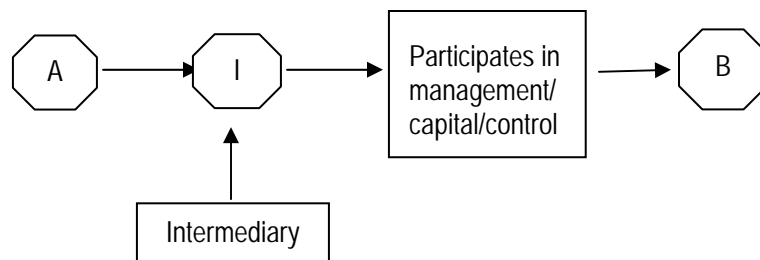 A
I
Participates in
management/
capital/control
B
Intermediary